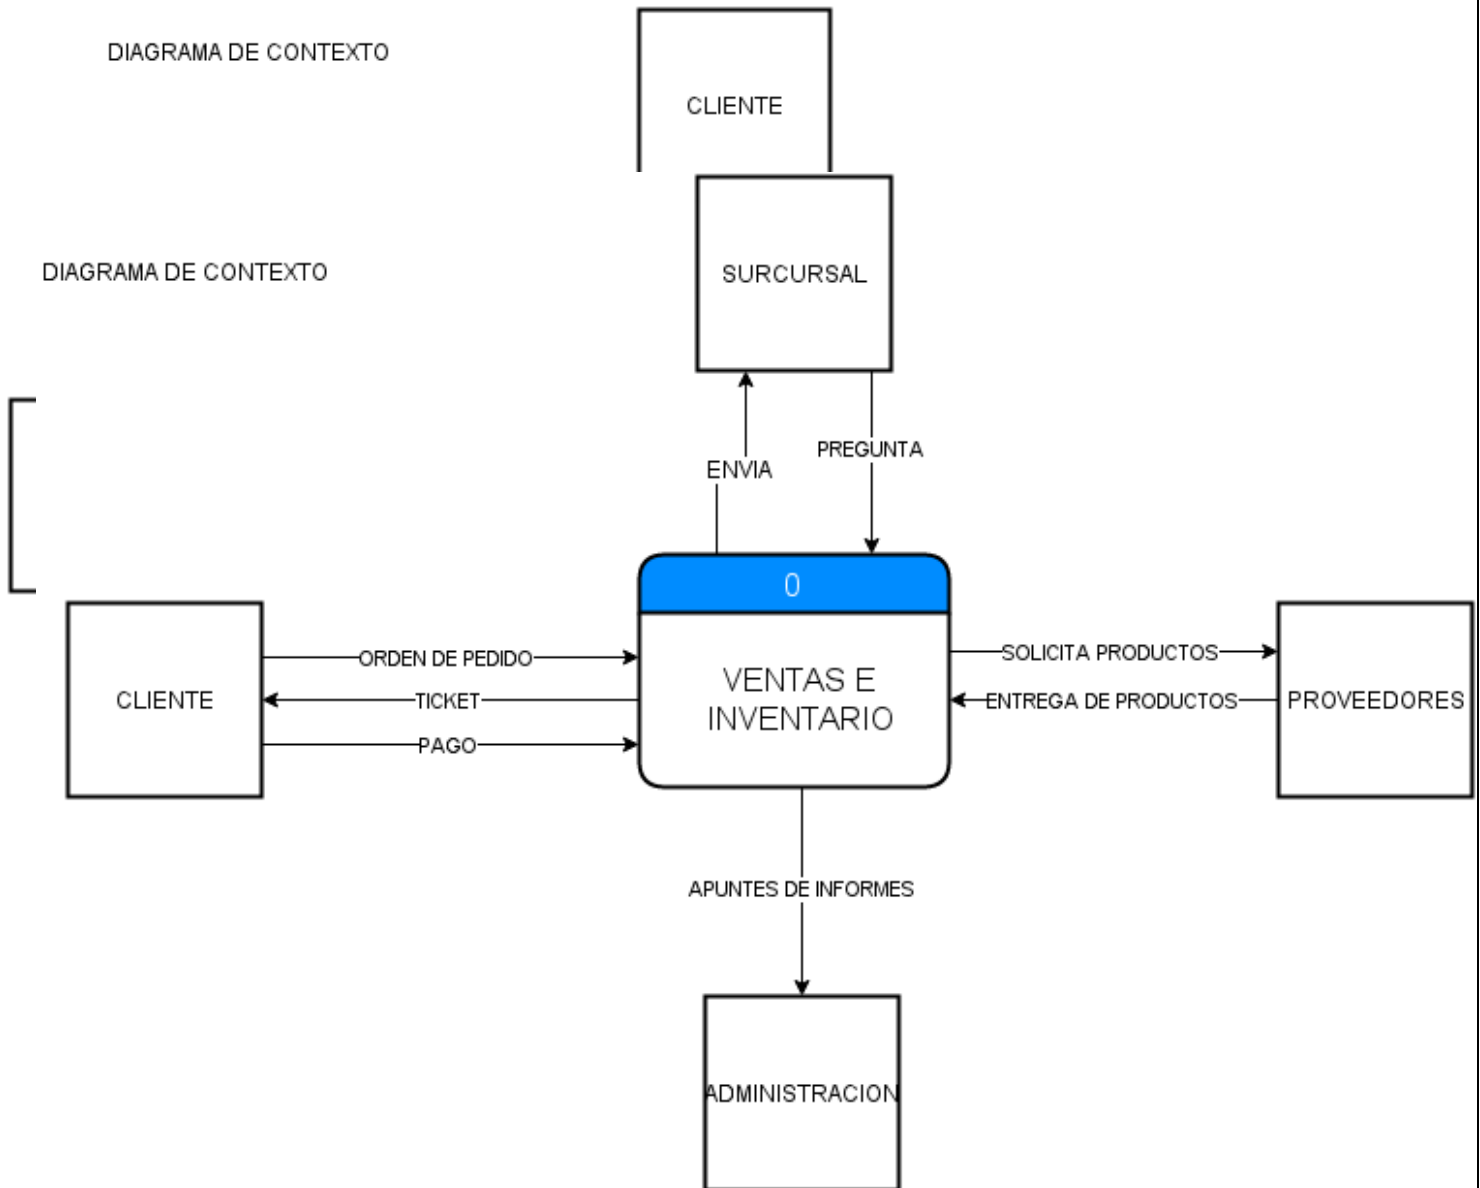 DIAGRAMA DE CONTEXTO
CLIENTE
SURCURSAL
DIAGRAMA DE CONTEXTO
PREGUNTA
ENVIA
0
ORDEN DE PEDIDO
SOLICITA PRODUCTOS
VENTAS E
INVENTARIO
CLIENTE
TICKET
ENTREGA DE PRODUCTOS
PROVEEDORES
PAGO
APUNTES DE INFORMES
ADMINISTRACION